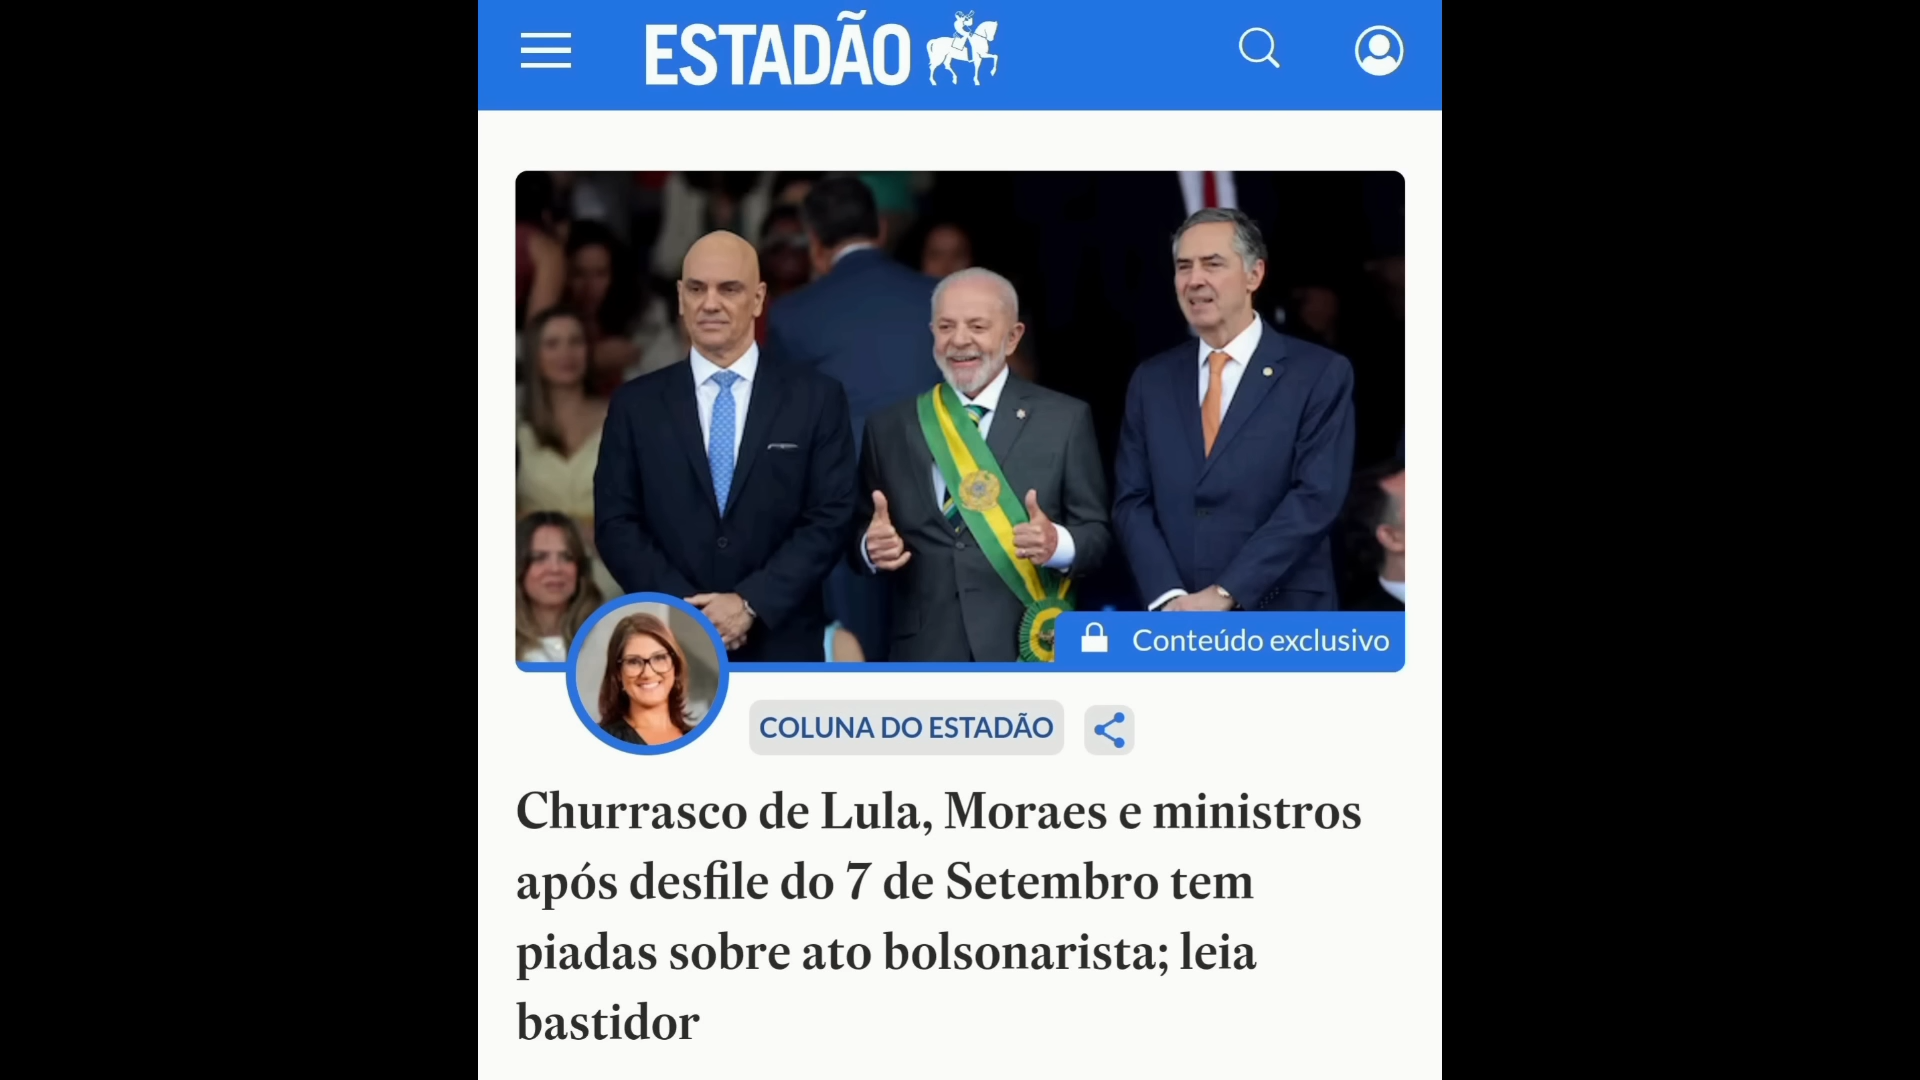 ESTADÃO
Conteúdo exclusivo
COLUNA DO ESTADÃO
Churrasco de Lula, Moraes e ministros
após desfile do 7 de Setembro tem
piadas sobre ato bolsonarista; leia
bastidor